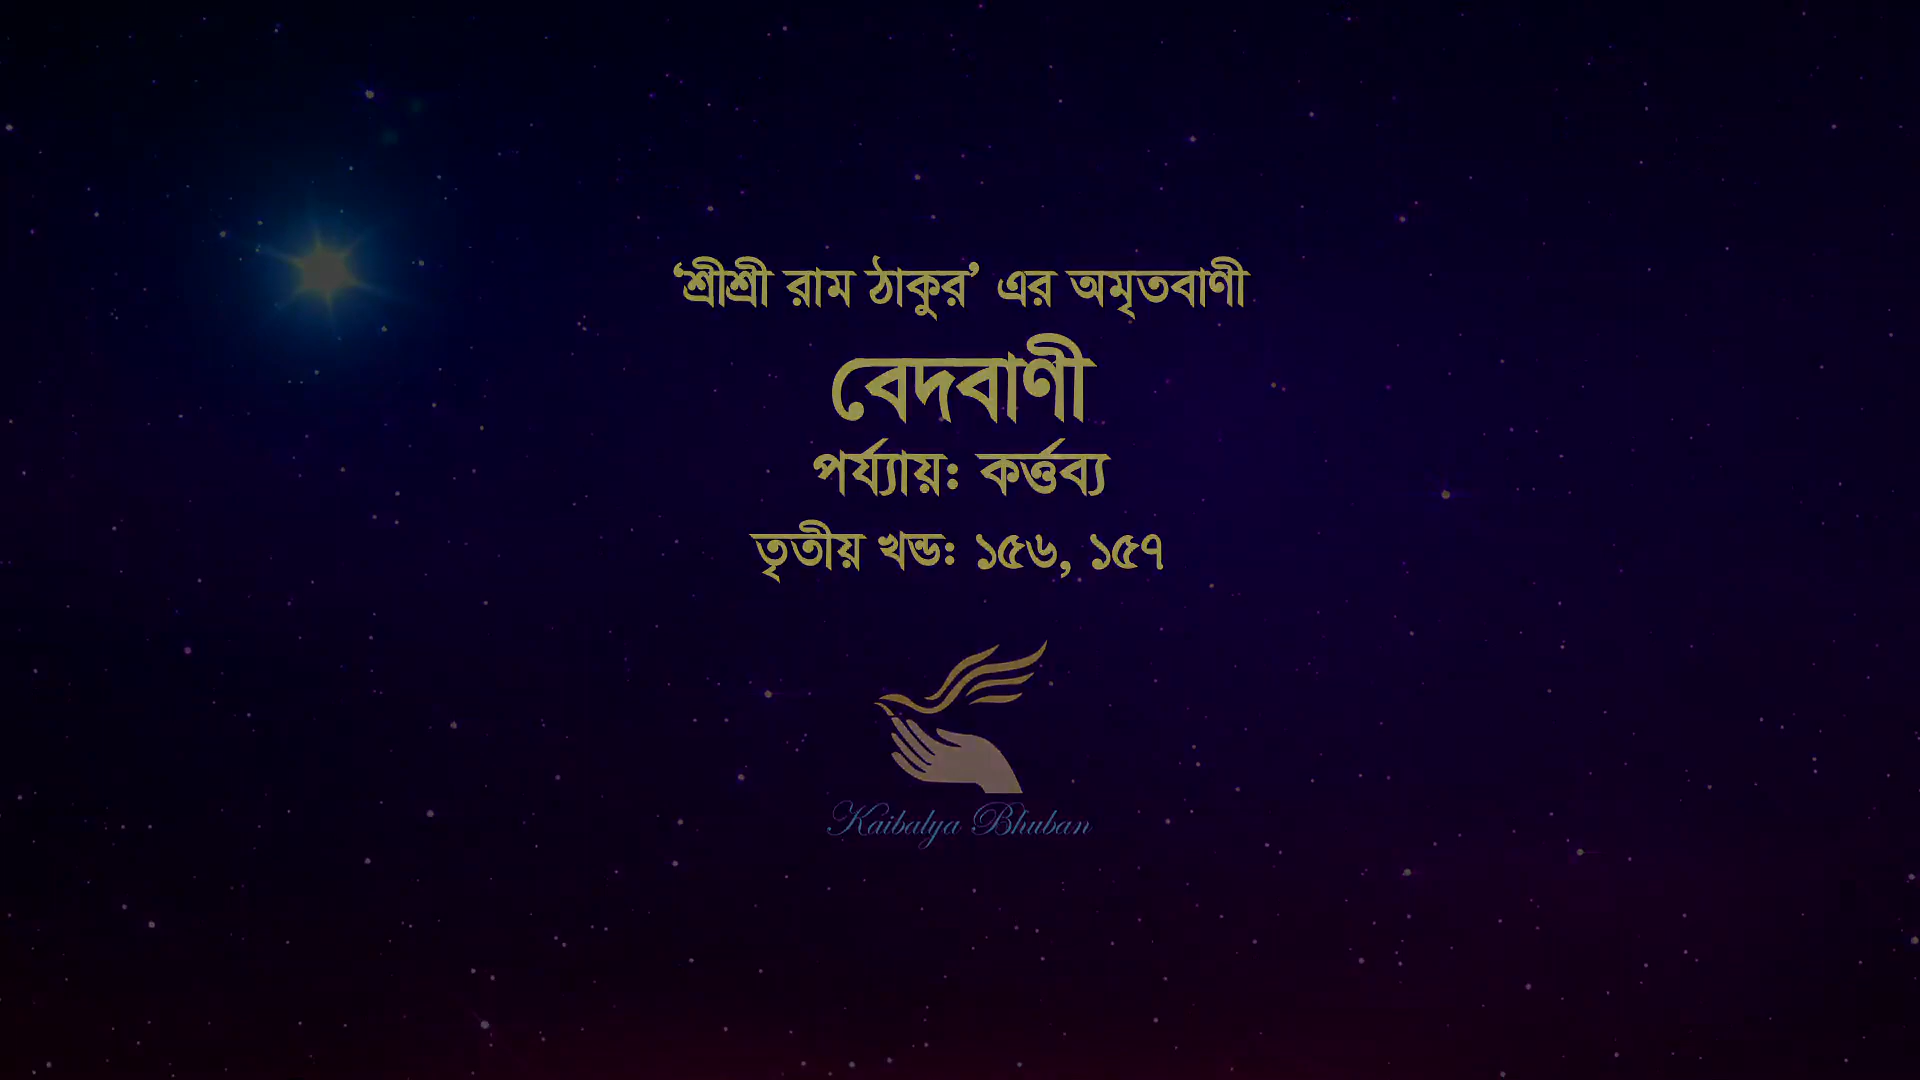 ‘শ্রীশ্রী রাম ঠাকুর’ এর অমৃতবাণী
বেদবাণী
পর্য্যায়ঃ কর্ত্তব্য
তৃতীয় খন্ডঃ ১৫৬, ১৫৭
Kaibalya Bhuban